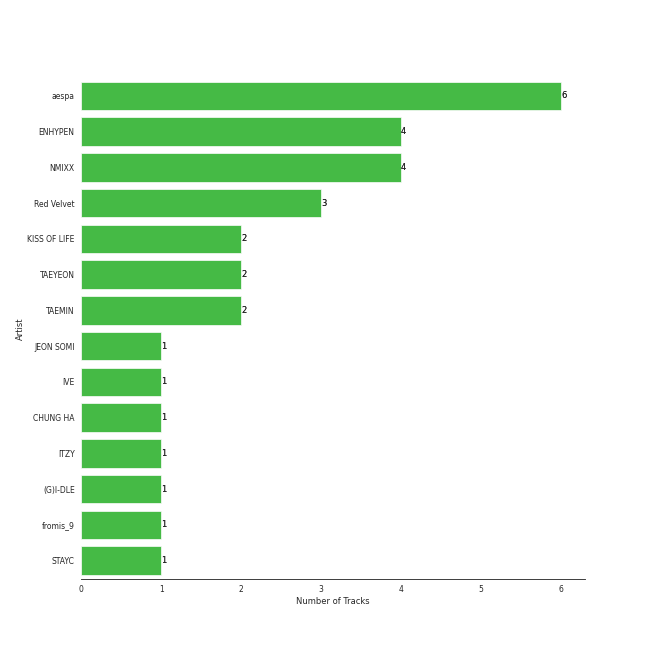 aespa 6
ENHYPEN 4
NMIXX 4
Red Velvet 3
KISS OF LIFE 2
TAEYEON 2
TAEMIN 2
JEON SOMI 1
IVE 1
CHUNG HA 1
ITZY 1
(G)I-DLE 1
fromis_9 1
STAYC 1
Artist
0 1 2 3 4 5 6
Number of Tracks